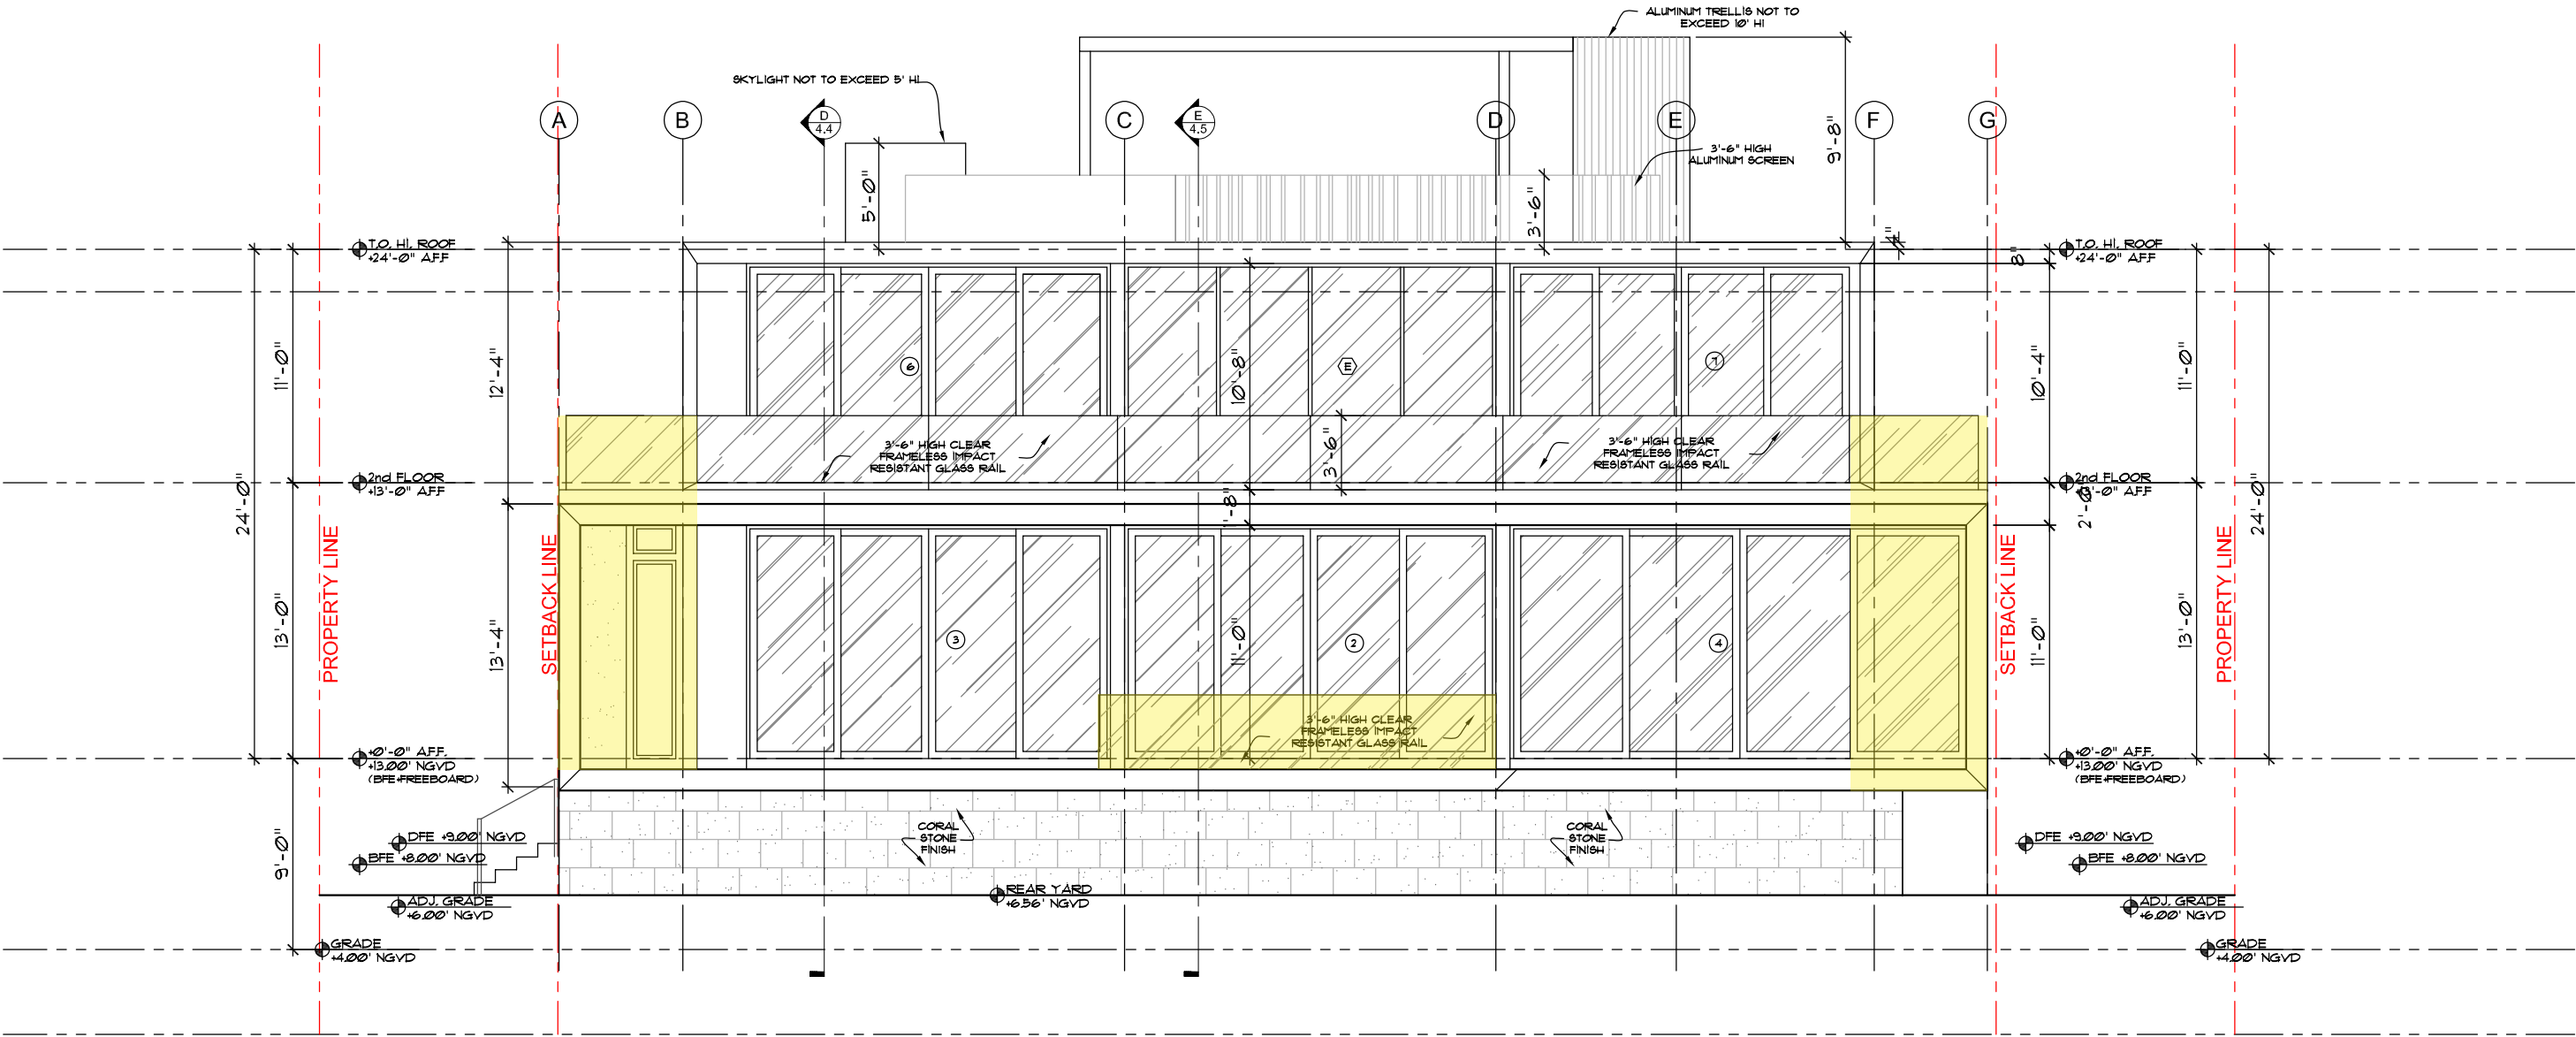 ALUMINUM TRELLIS NOT TO
EXCEED 10' HI
SKYLIGHT NOT TO EXCEED 5' HI.
A
B
D
4.4
C
E
4.5
D
E
F
G
3'-6" HIGH
ALUMINUM SCREEN
9'-8"
5'-0"
3'-6"
T.O. HI. ROOF
+24'-0" A.F.F
4"
8"
T.O. HI. ROOF
+24'-0" A.F.F
11'-0"
12'-4"
6
10'-8"
E
7
10'-4"
11'-0"
3'-6" HIGH CLEAR
FRAMELESS IMPACT
RESISTANT GLASS RAIL
3'-6"
3'-6" HIGH CLEAR
FRAMELESS IMPACT
RESISTANT GLASS RAIL
2nd FLOOR
+13'-0" A.F.F
2nd FLOOR
+13'-0" A.F.F
24'-0"
1'-8"
2'-0"
24'-0"
PROPERTY LINE
SETBACK LINE
SETBACK LINE
PROPERTY LINE
13'-0"
13'-4"
3
11'-0"
2
4
11'-0"
13'-0"
3'-6" HIGH CLEAR
FRAMELESS IMPACT
RESISTANT GLASS RAIL
+0'-0" A.F.F.
+13.00' NGVD
(BFE+FREEBOARD)
+0'-0" A.F.F.
+13.00' NGVD
(BFE+FREEBOARD)
9'-0"
CORAL
STONE
FINISH
CORAL
STONE
FINISH
DFE +9.00' NGVD
BFE +8.00' NGVD
DFE +9.00' NGVD
BFE +8.00' NGVD
REAR YARD
+6.56' NGVD
ADJ. GRADE
+6.00' NGVD
ADJ. GRADE
+6.00' NGVD
GRADE
+4.00' NGVD
GRADE
+4.00' NGVD